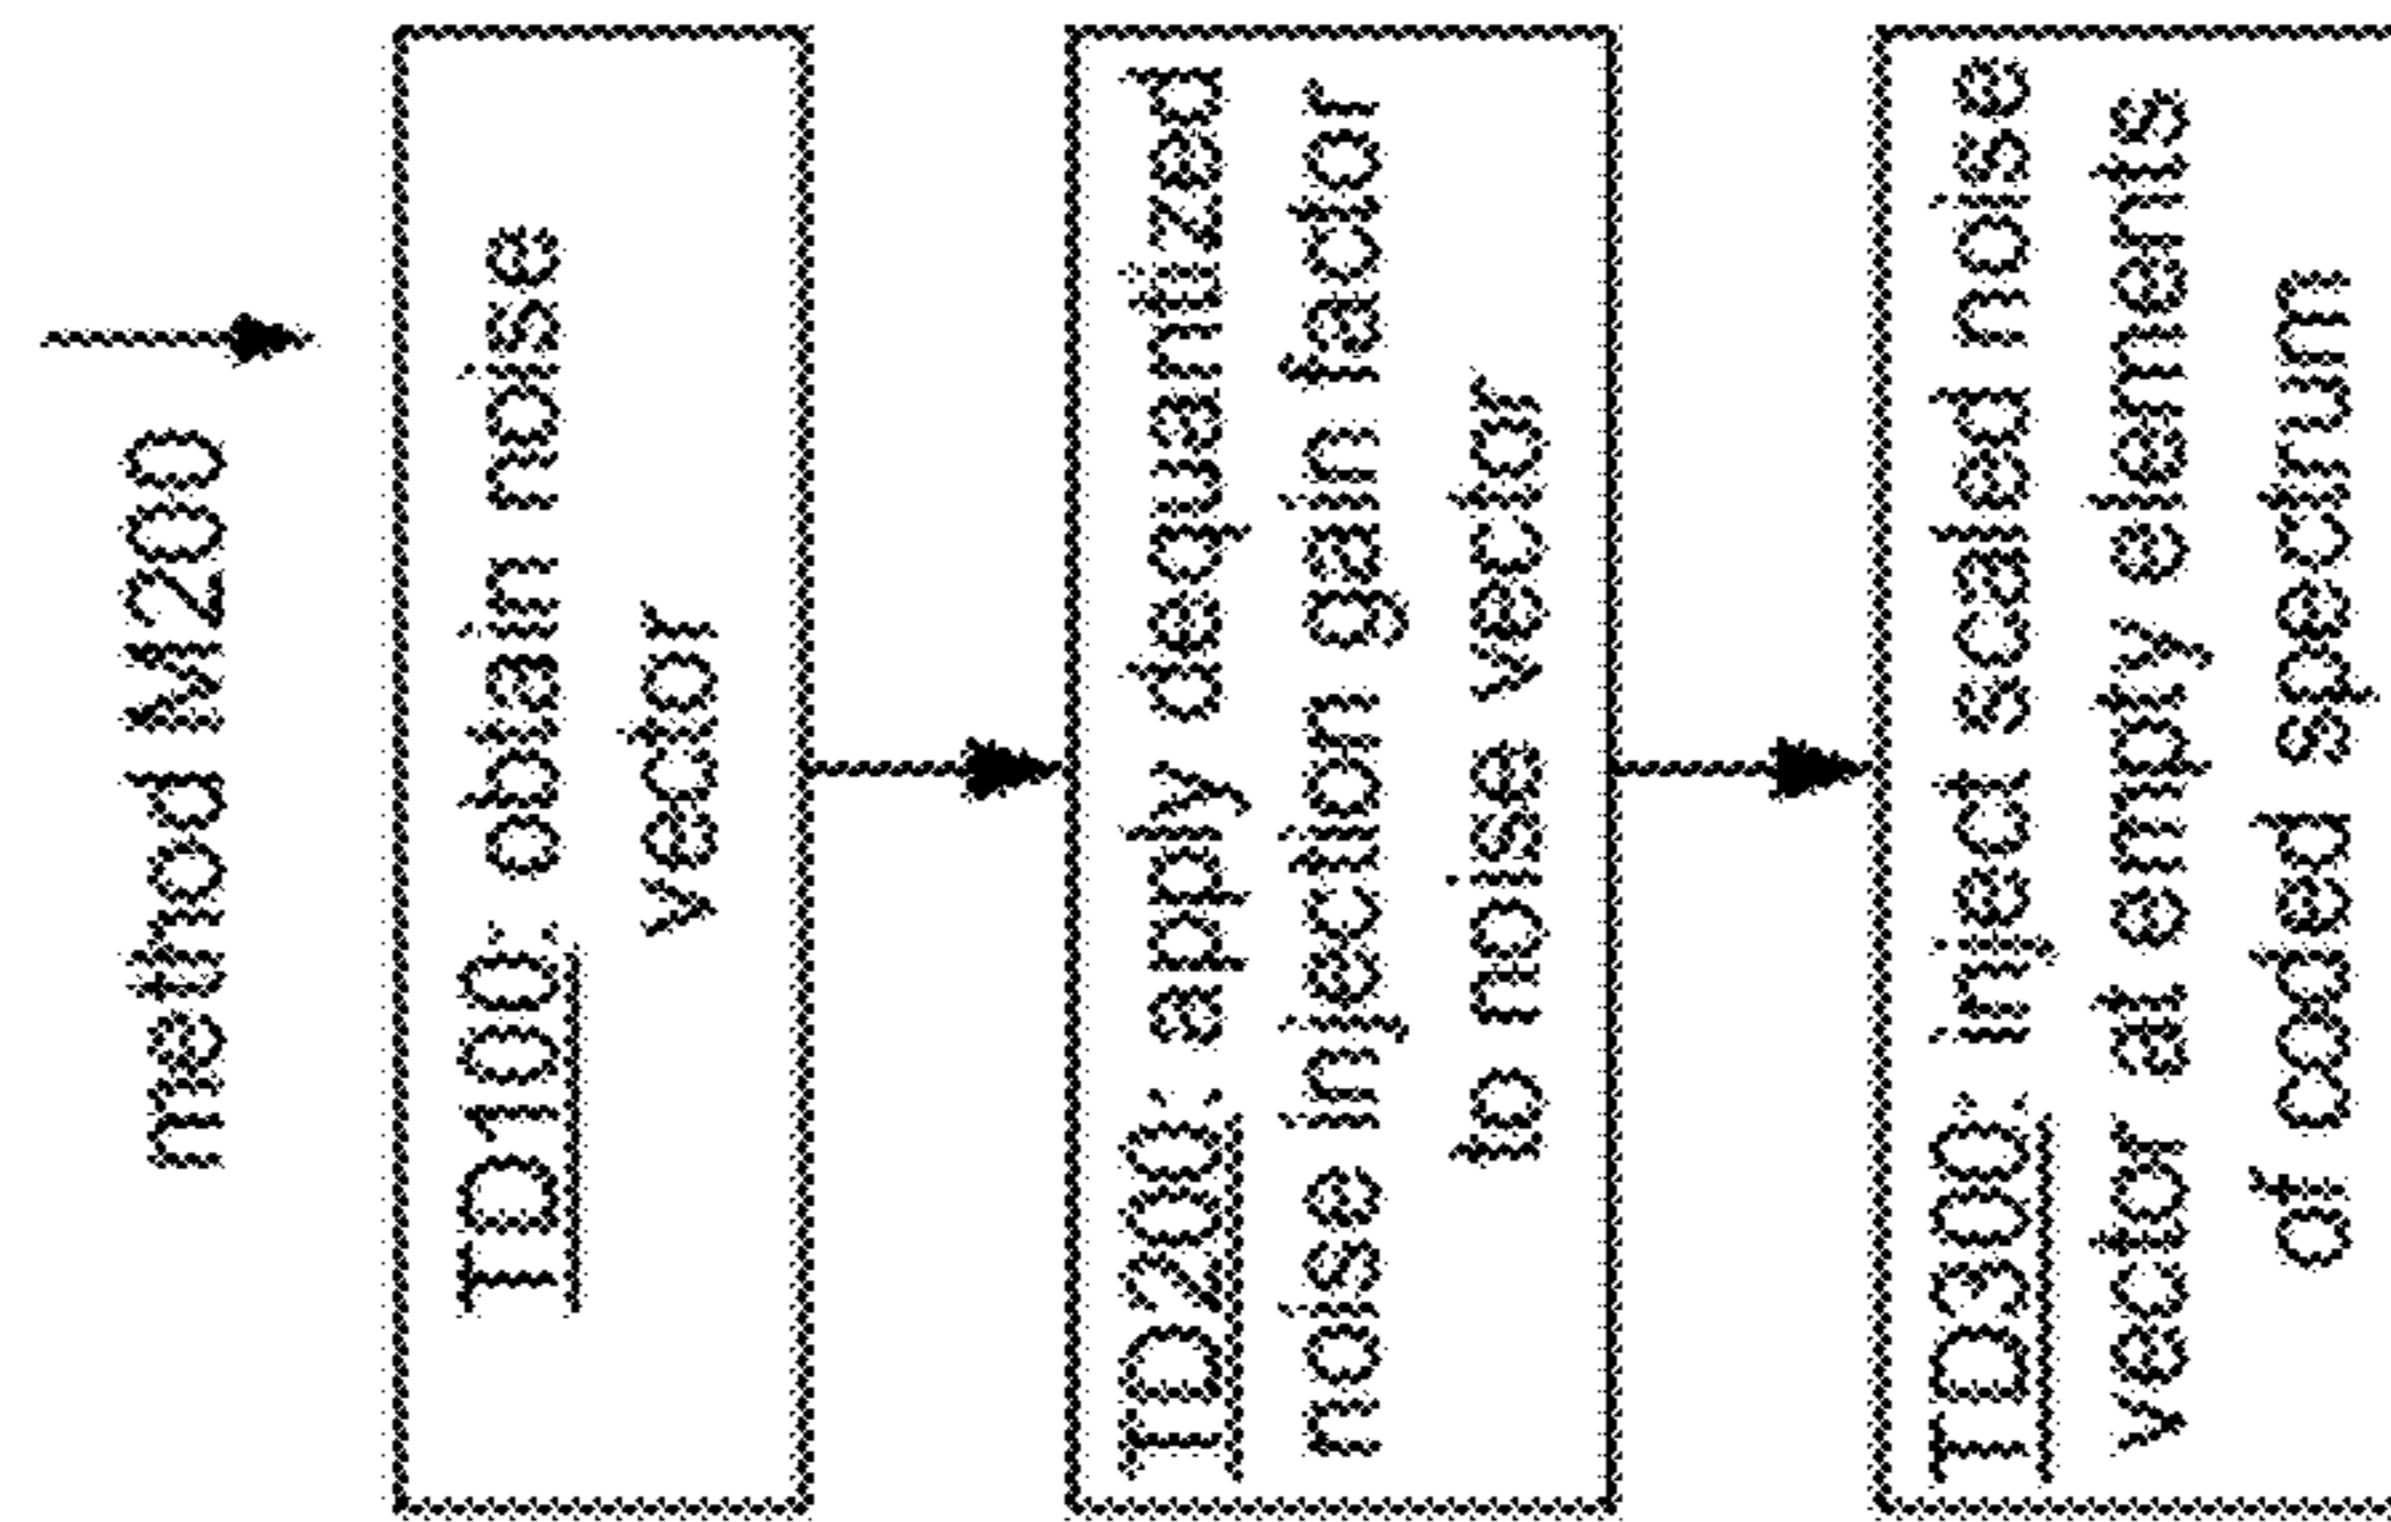 method M200
TD100: obtain noise
vector
TD200: apply dequantized
noise injection gain factor
to noise vector
TD300: inject scaled noise
vector at empty elements
of coded spectrum